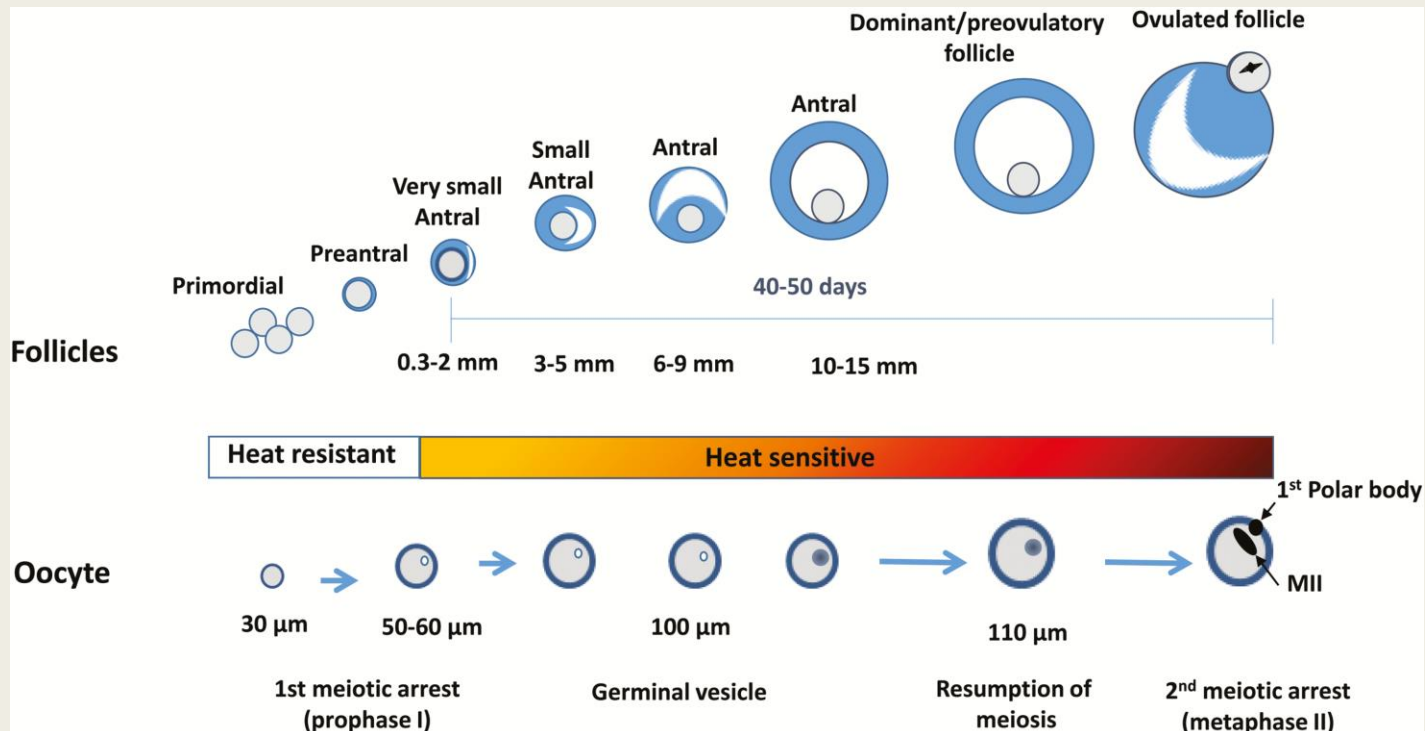 Dominant/preovulatory
follicle
Ovulated follicle
Antral
Small
Antral
Antral
Very small
Antral
Preantral
Primordial
40-50 days
Follicles
0.3-2 mm
3-5 mm
6-9 mm
10-15 mm
Heat resistant
Heat sensitive
1st Polar body
Oocyte
MII
30 µm
50-60 µm
100 µm
110 µm
1st meiotic arrest
(prophase I)
Germinal vesicle
Resumption of
meiosis
2nd meiotic arrest
(metaphase II)